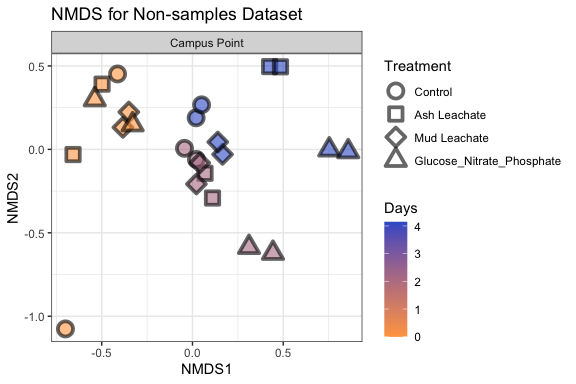 NMDS for Non-samples Dataset
Campus Point
0.5
0.0
-0.5
-1.0
NMDS2
-0.5 0.0 0.5
NMDS1
Treatment
Control
Ash Leachate
Mud Leachate
Glucose_Nitrate_Phosphate
Days
4
3
2
1
0